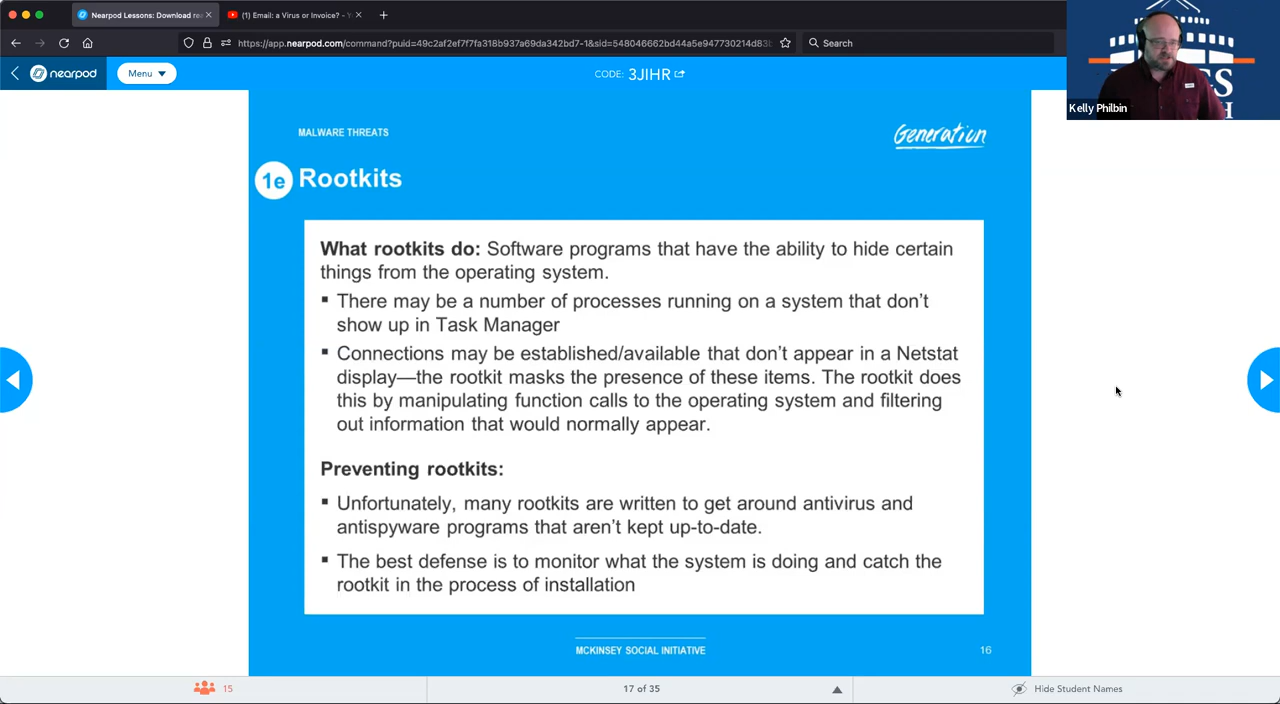 Nearpod Lessons: Download rea
(1) Email: a Virus or Invoice? -
https://app.nearpod.com/command?puid=49c2af2ef7f7fa318b937a69da342bd7-1&sid=548046662bd44a5e947730214d83
Search
nearpod
Menu
CODE: 3JIHR
Kelly Philbin
MALWARE THREATS
Generation
1e Rootkits
What rootkits do: Software programs that have the ability to hide certain
things from the operating system.
▪ There may be a number of processes running on a system that don’t
show up in Task Manager
▪ Connections may be established/available that don’t appear in a Netstat
display—the rootkit masks the presence of these items. The rootkit does
this by manipulating function calls to the operating system and filtering
out information that would normally appear.
Preventing rootkits:
▪ Unfortunately, many rootkits are written to get around antivirus and
antispyware programs that aren’t kept up-to-date.
▪ The best defense is to monitor what the system is doing and catch the
rootkit in the process of installation
MCKINSEY SOCIAL INITIATIVE
16
15
17 of 35
Hide Student Names